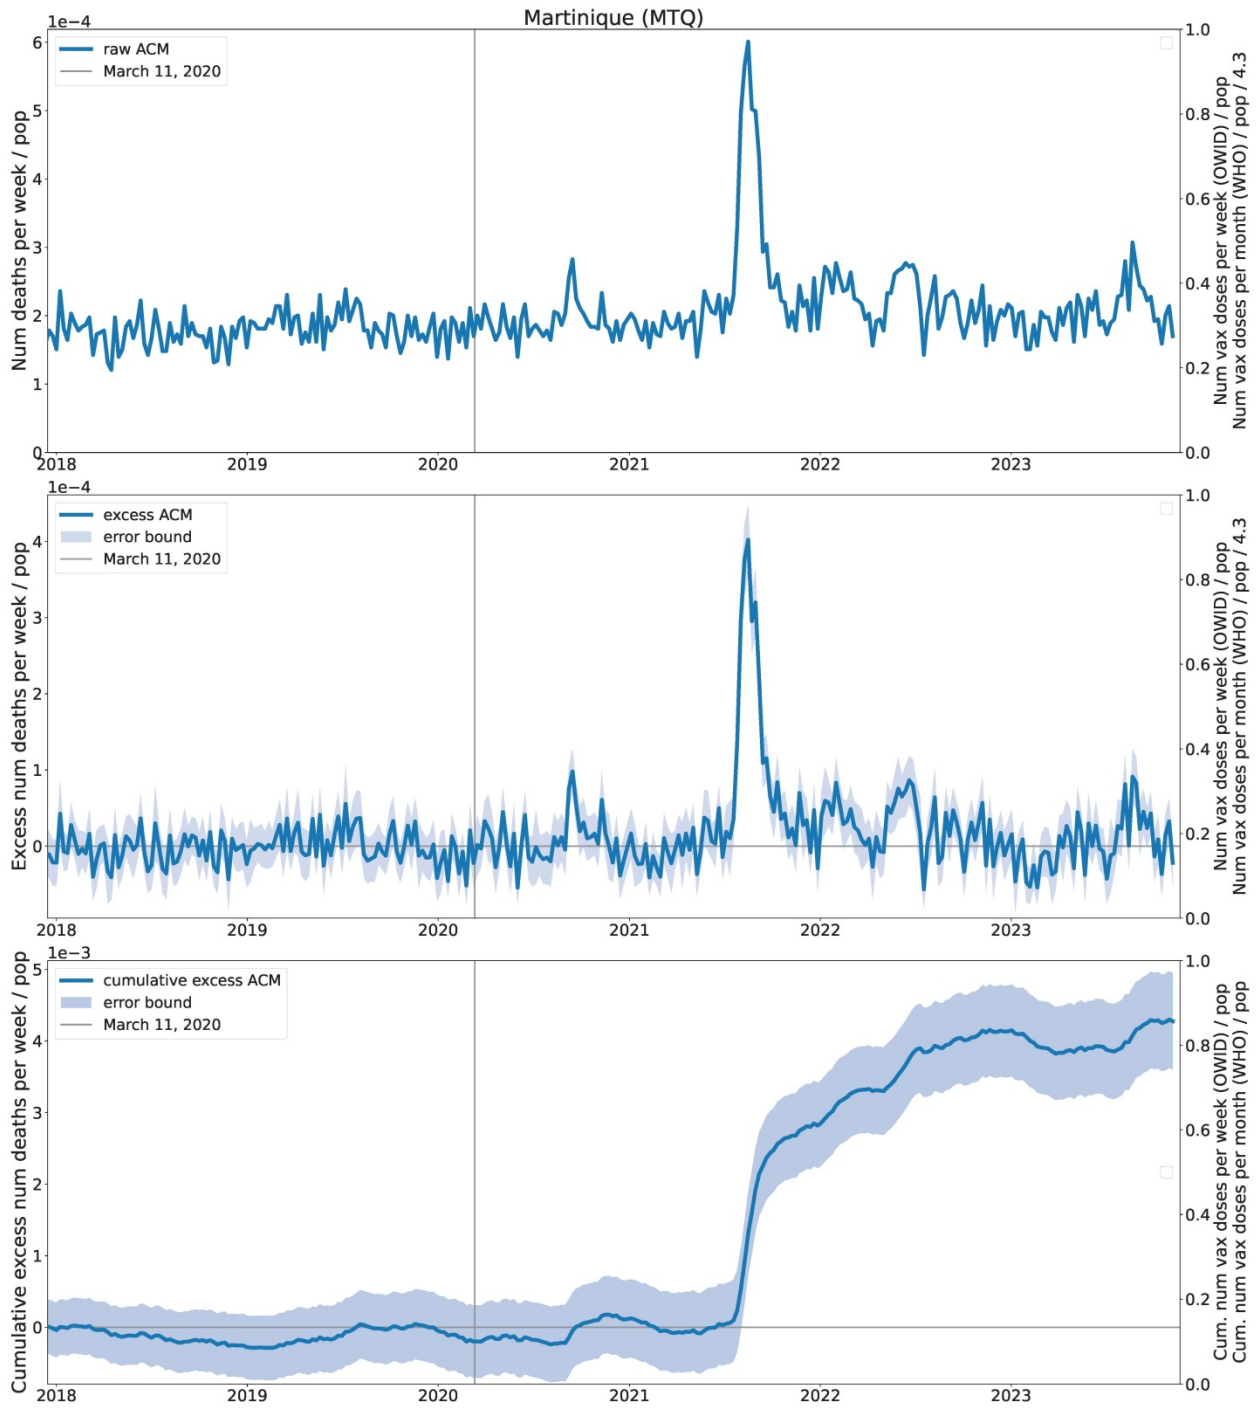 Martinique (MTQ)
1e−4
raw ACM
March 11, 2020
Num deaths per week / pop
6
5
4
3
2
1
0
1.0
0.8
0.6
0.4
0.2
0.0
Num vax doses per week (OWID) / pop
Num vax doses per month (WHO) / pop / 4.3
2018 2019 2020 2021 2022 2023
1e−4
excess ACM
error bound
March 11, 2020
Excess num deaths per week / pop
4
3
2
1
0
1.0
0.8
0.6
0.4
0.2
0.0
Num vax doses per week (OWID) / pop
Num vax doses per month (WHO) / pop / 4.3
2018 2019 2020 2021 2022 2023
1e−3
cumulative excess ACM
error bound
March 11, 2020
Cumulative excess num deaths per week / pop
5
4
3
2
1
0
1.0
0.8
0.6
0.4
0.2
0.0
Cum. num vax doses per week (OWID) / pop
Cum. num vax doses per month (WHO) / pop
2018 2019 2020 2021 2022 2023